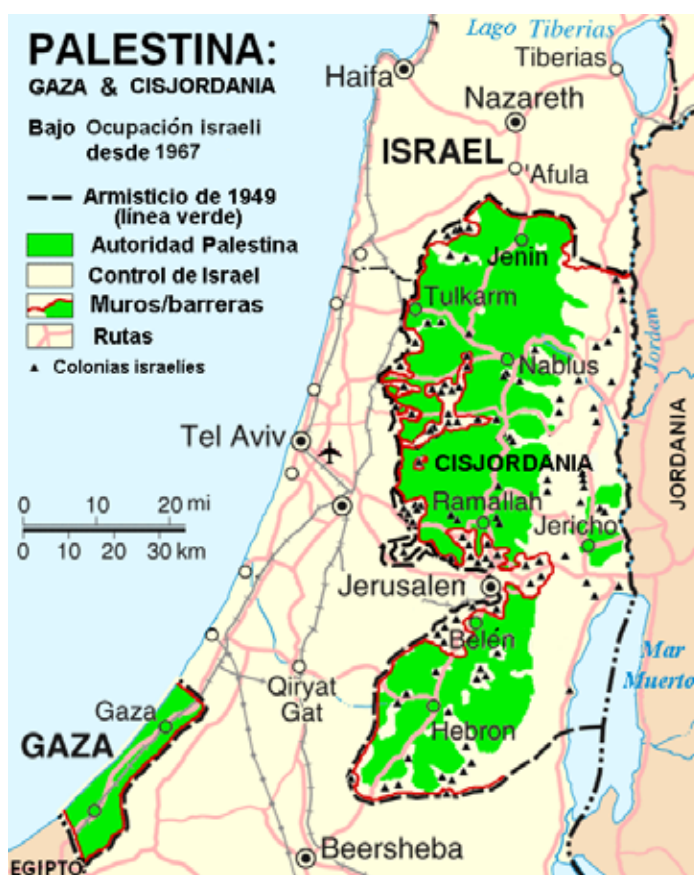 PALESTINA:
GAZA & CISJORDANIA
Bajo Ocupación israeli
desde 1967
Armisticio de 1949
(línea verde)
Autoridad Palestina
Control de Israel
Muros/barreras
Rutas
Colonias israelíes
Lago Tiberias
Tiberias
Haifa
Nazareth
ISRAEL
'Afula
Jenin
Tulkarm
Nablus
Jordan
Tel Aviv
CISJORDANIA
JORDANIA
0 20 mi
0 10 20 30 km
Ramallah
Jericho
Jerusalen
Belén
Mar
Muerto
Qiryat
Gat
Gaza
GAZA
Hebron
Beersheba
EGIPTO